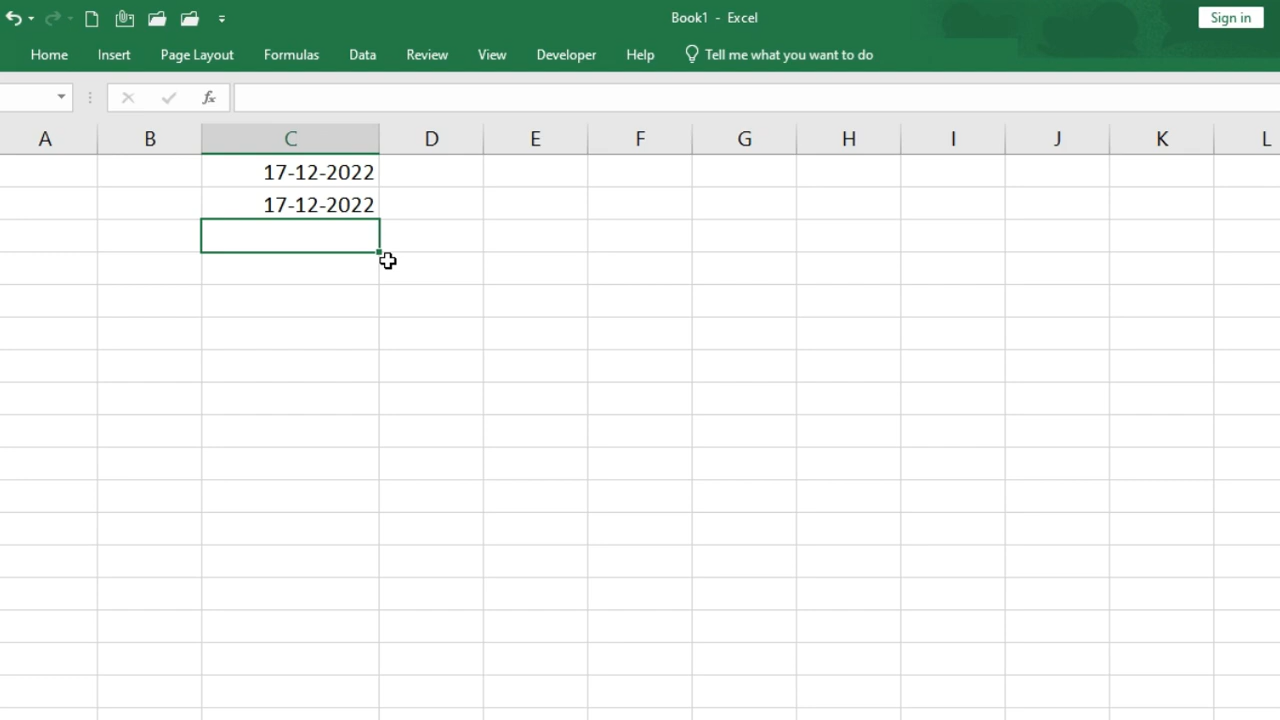 Book1 - Excel
Sign in
Home Insert Page Layout Formulas Data Review View Developer Help Tell me what you want to do
fx
A B C D E F G H I J K L
17-12-2022
17-12-2022